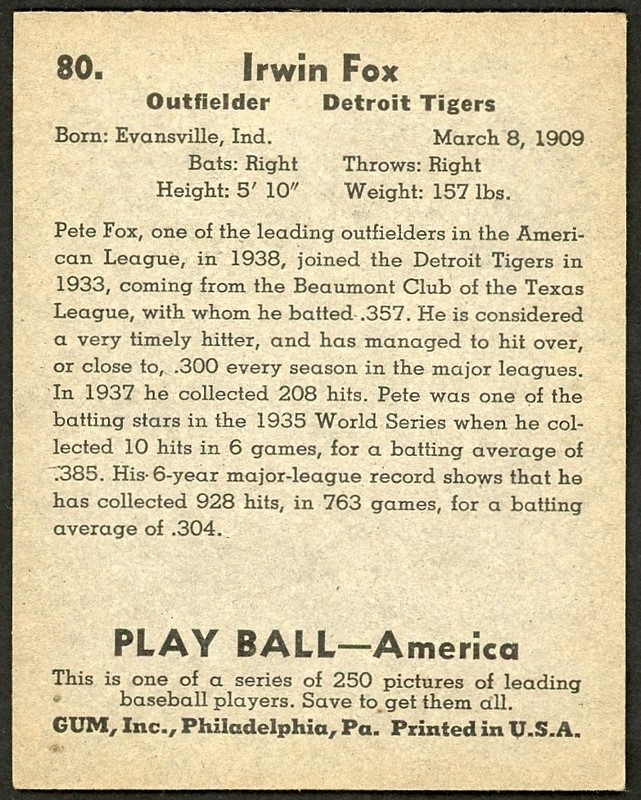 80.
Irwin Fox
Outfielder Detroit Tigers
Born: Evansville, Ind. March 8, 1909
Bats: Right Throws: Right
Height: 5′ 10″ Weight: 157 lbs.
Pete Fox, one of the leading outfielders in the Ameri-
can League, in 1938, joined the Detroit Tigers in
1933, coming from the Beaumont Club of the Texas
League, with whom he batted .357. He is considered
a very timely hitter, and has managed to hit over,
or close to, .300 every season in the major leagues.
In 1937 he collected 208 hits. Pete was one of the
batting stars in the 1935 World Series when he col-
lected 10 hits in 6 games, for a batting average of
.385. His 6-year major-league record shows that he
has collected 928 hits, in 763 games, for a batting
average of .304.
PLAY BALL—America
This is one of a series of 250 pictures of leading
baseball players. Save to get them all.
GUM, Inc., Philadelphia, Pa. Printed in U.S.A.